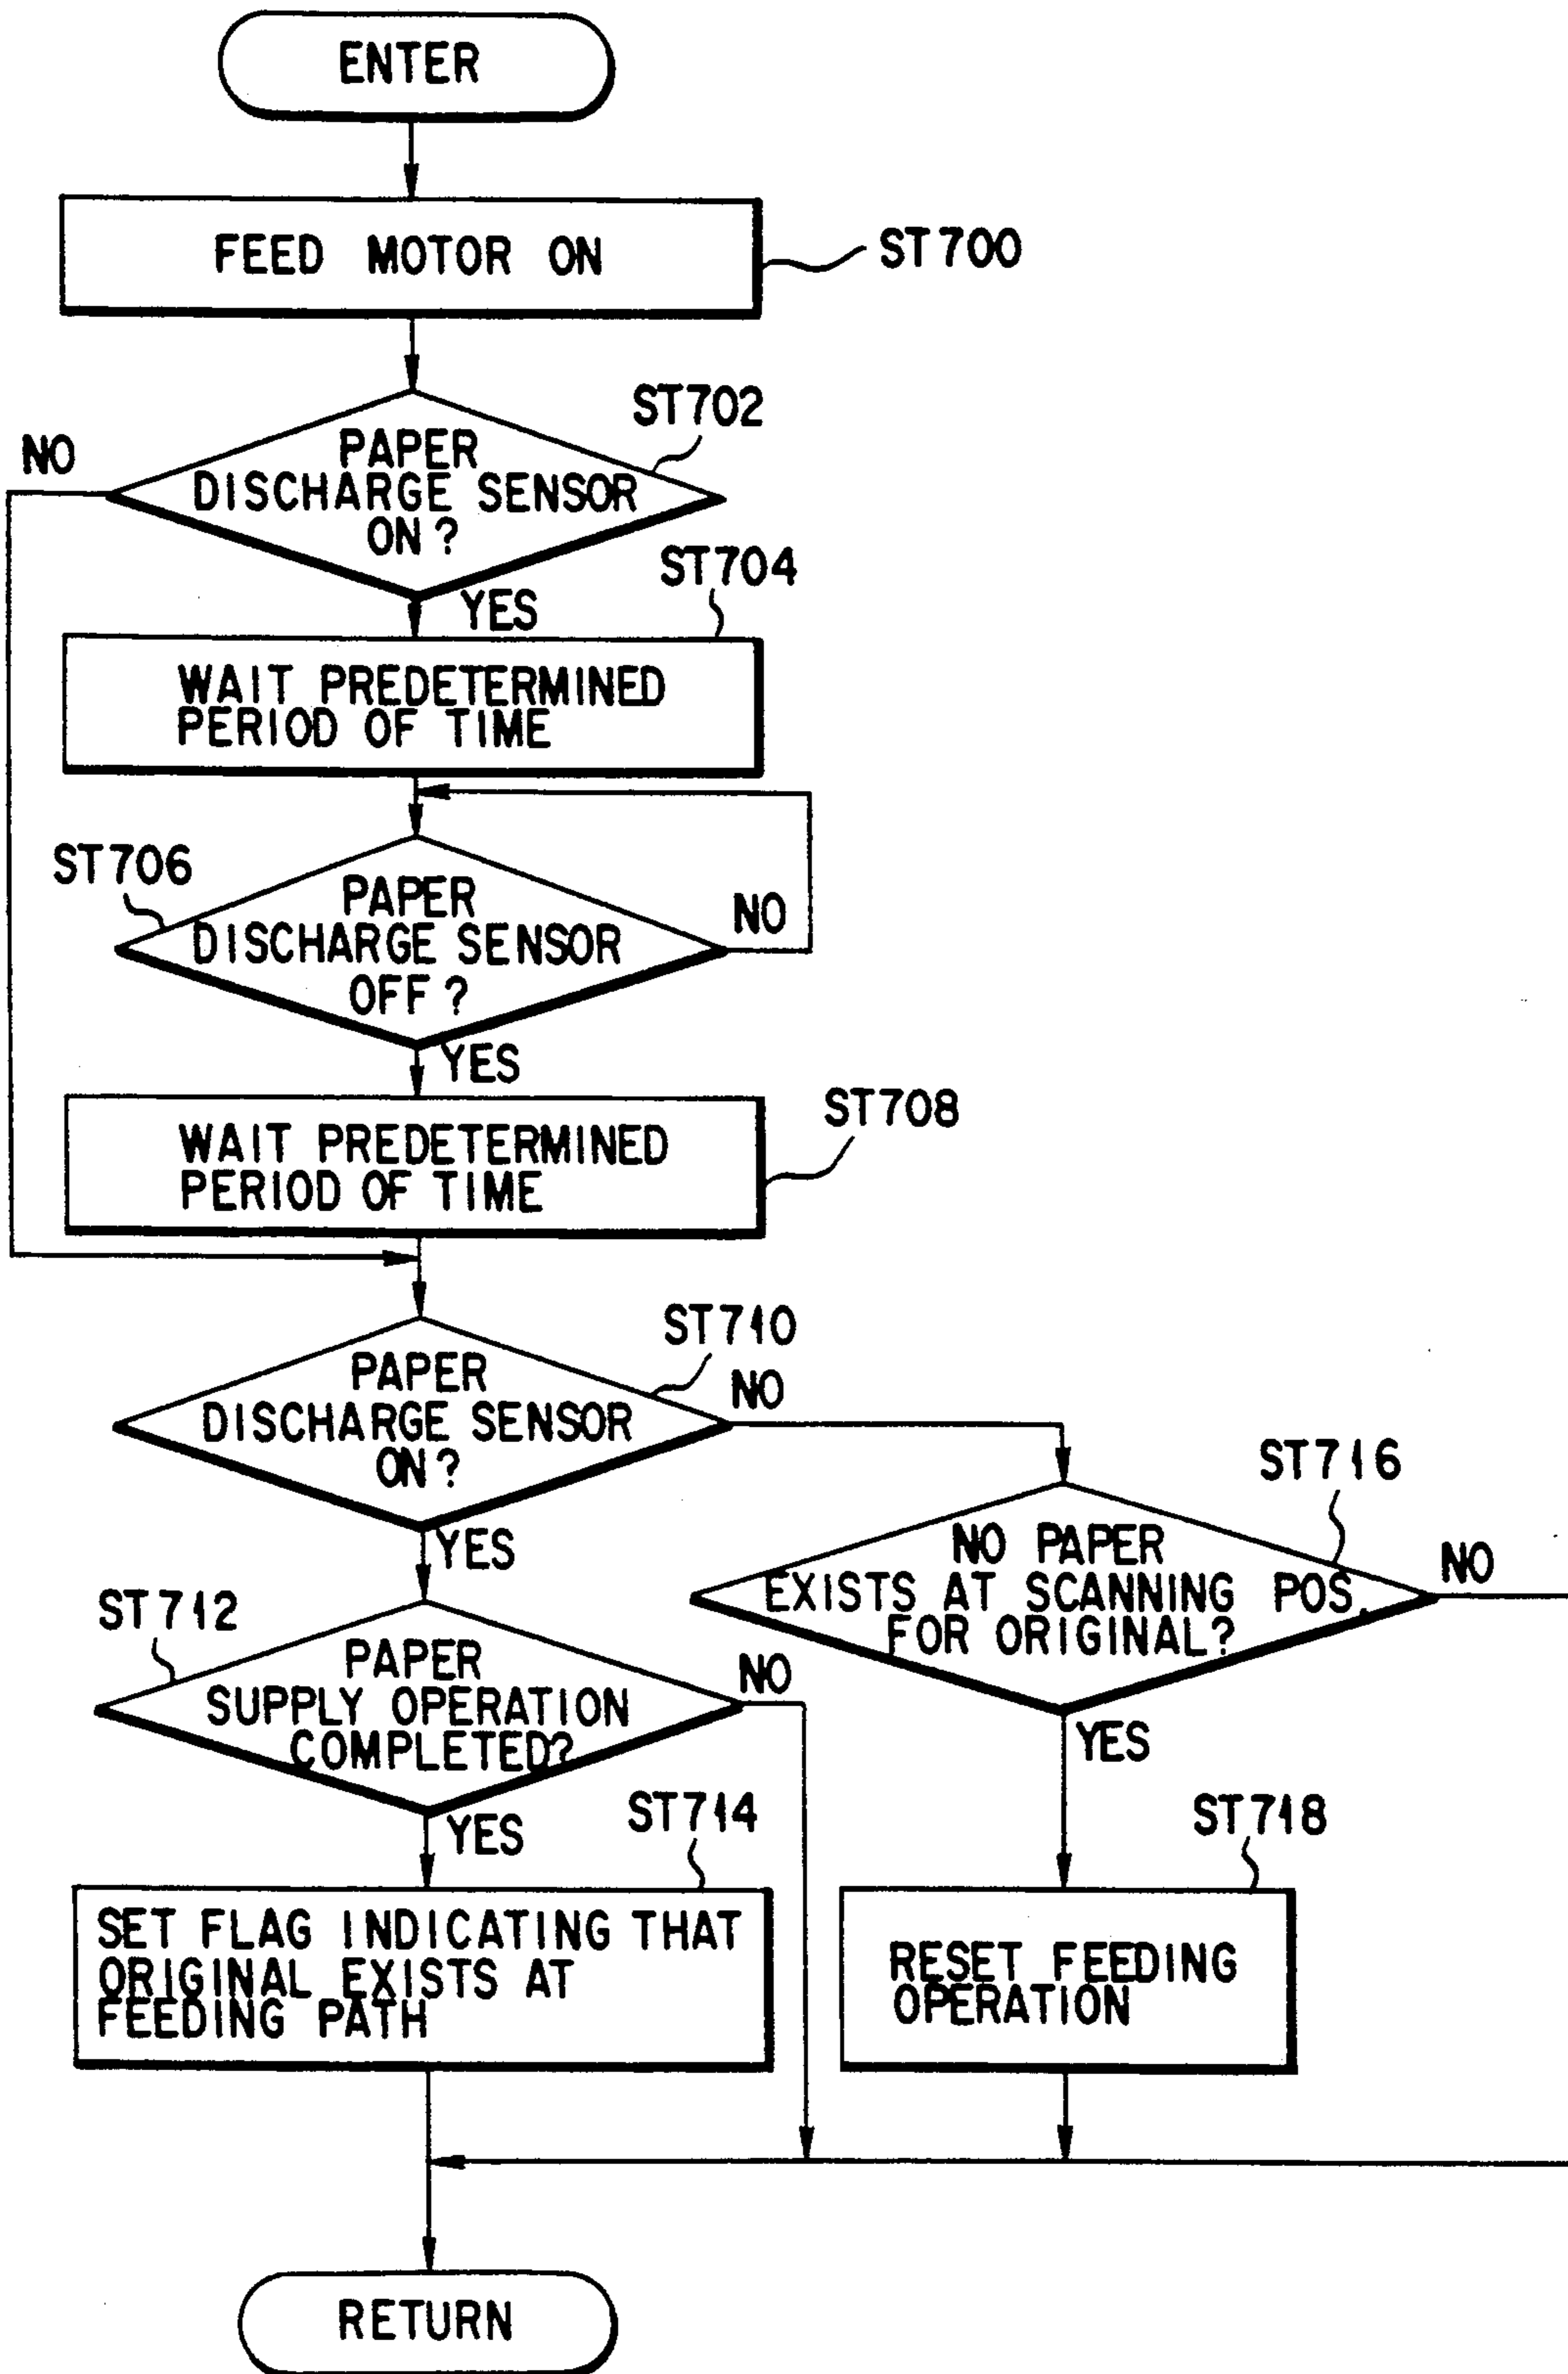 ENTER
FEED MOTOR ON
ST700
ST702
NO
PAPER
DISCHARGE SENSOR
ON?
ST704
YES
WAIT PREDETERMINED
PERIOD OF TIME
ST706
PAPER
DISCHARGE SENSOR
OFF?
NO
YES
ST708
WAIT PREDETERMINED
PERIOD OF TIME
ST710
PAPER
DISCHARGE SENSOR
ON?
NO
YES
ST716
NO PAPER
EXISTS AT SCANNING POS.
FOR ORIGINAL?
NO
YES
ST712
PAPER
SUPPLY OPERATION
COMPLETED?
NO
YES
ST714
SET FLAG INDICATING THAT
ORIGINAL EXISTS AT
FEEDING PATH
ST718
RESET FEEDING
OPERATION
RETURN